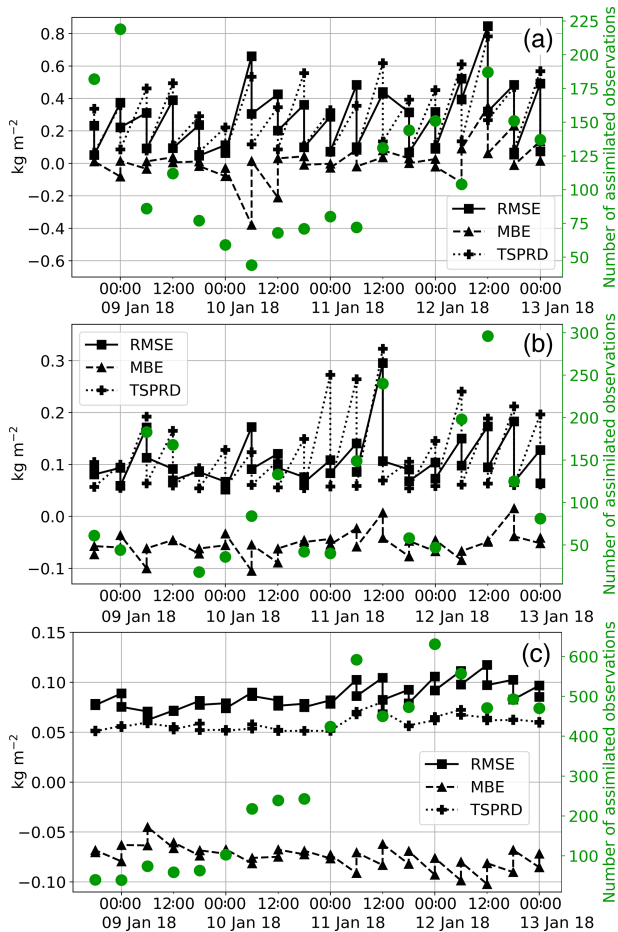 (a)
0.8
0.6
0.4
0.2
0.0
−0.2
−0.4
−0.6
kg m−2
225
200
175
150
125
100
75
50
Number of assimilated observations
RMSE
MBE
TSPRD
00:00 12:00 00:00 12:00 00:00 12:00 00:00 12:00 00:00
09 Jan 18 10 Jan 18 11 Jan 18 12 Jan 18 13 Jan 18
(b)
RMSE
MBE
TSPRD
0.3
0.2
0.1
0.0
−0.1
kg m−2
300
250
200
150
100
50
Number of assimilated observations
00:00 12:00 00:00 12:00 00:00 12:00 00:00 12:00 00:00
09 Jan 18 10 Jan 18 11 Jan 18 12 Jan 18 13 Jan 18
(c)
0.15
0.10
0.05
0.00
−0.05
−0.10
kg m−2
600
500
400
300
200
100
Number of assimilated observations
RMSE
MBE
TSPRD
00:00 12:00 00:00 12:00 00:00 12:00 00:00 12:00 00:00
09 Jan 18 10 Jan 18 11 Jan 18 12 Jan 18 13 Jan 18